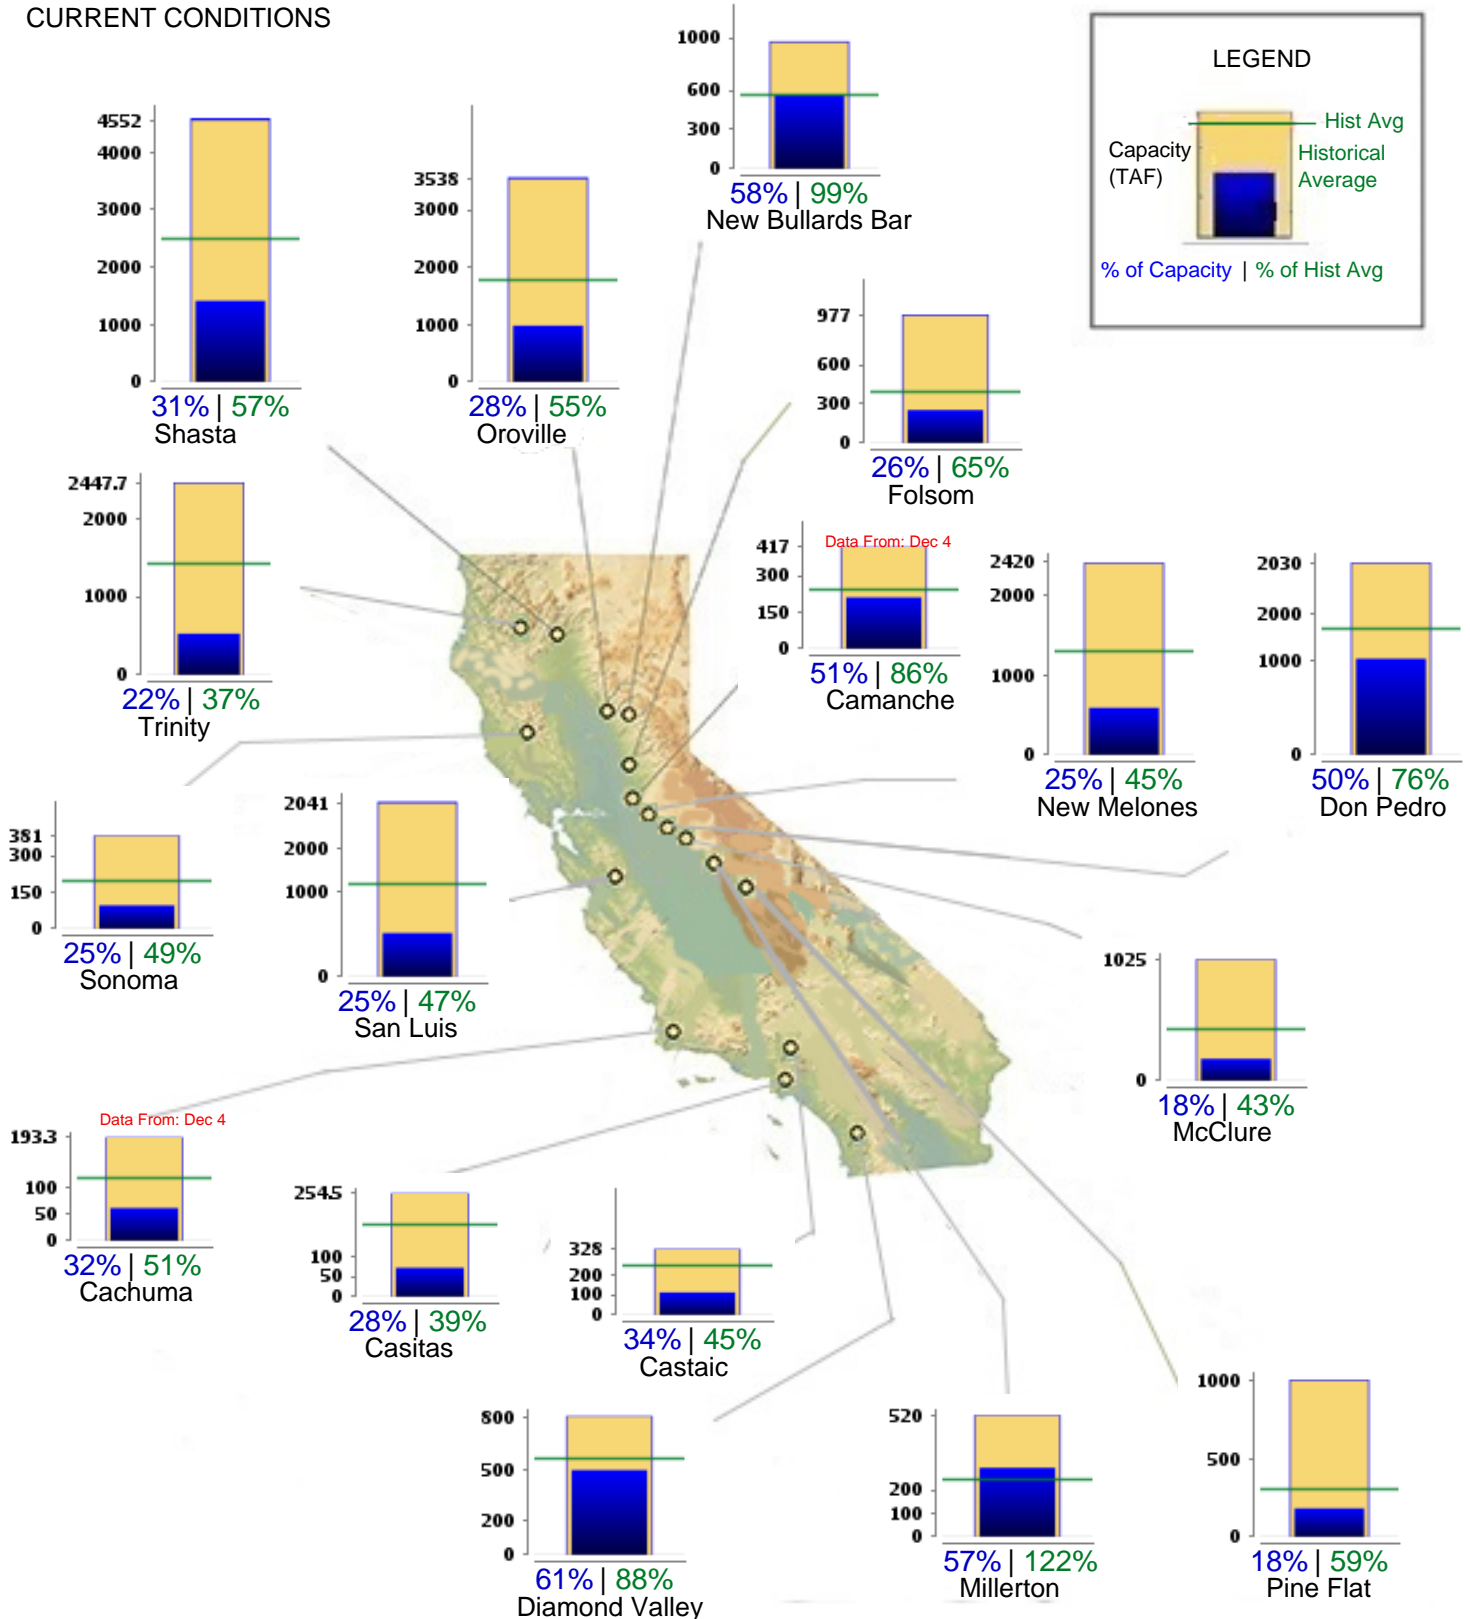 CURRENT CONDITIONS
LEGEND
Hist Avg
Capacity
(TAF)
Historical
Average
% of Capacity | % of Hist Avg
1000
600
300
0
58% | 99%
New Bullards Bar
4552
4000
3000
2000
1000
0
31% | 57%
Shasta
3538
3000
2000
1000
0
28% | 55%
Oroville
977
600
300
0
26% | 65%
Folsom
2447.7
2000
1000
0
22% | 37%
Trinity
Data From: Dec 4
417
300
150
0
51% | 86%
Camanche
2420
2000
1000
0
25% | 45%
New Melones
2030
2000
1000
0
50% | 76%
Don Pedro
381
300
150
0
25% | 49%
Sonoma
2041
2000
1000
0
25% | 47%
San Luis
1025
0
18% | 43%
McClure
Data From: Dec 4
193.3
100
50
0
32% | 51%
Cachuma
254.5
100
50
0
28% | 39%
Casitas
328
200
100
0
34% | 45%
Castaic
800
500
200
0
61% | 88%
Diamond Valley
520
200
100
0
57% | 122%
Millerton
1000
500
0
18% | 59%
Pine Flat